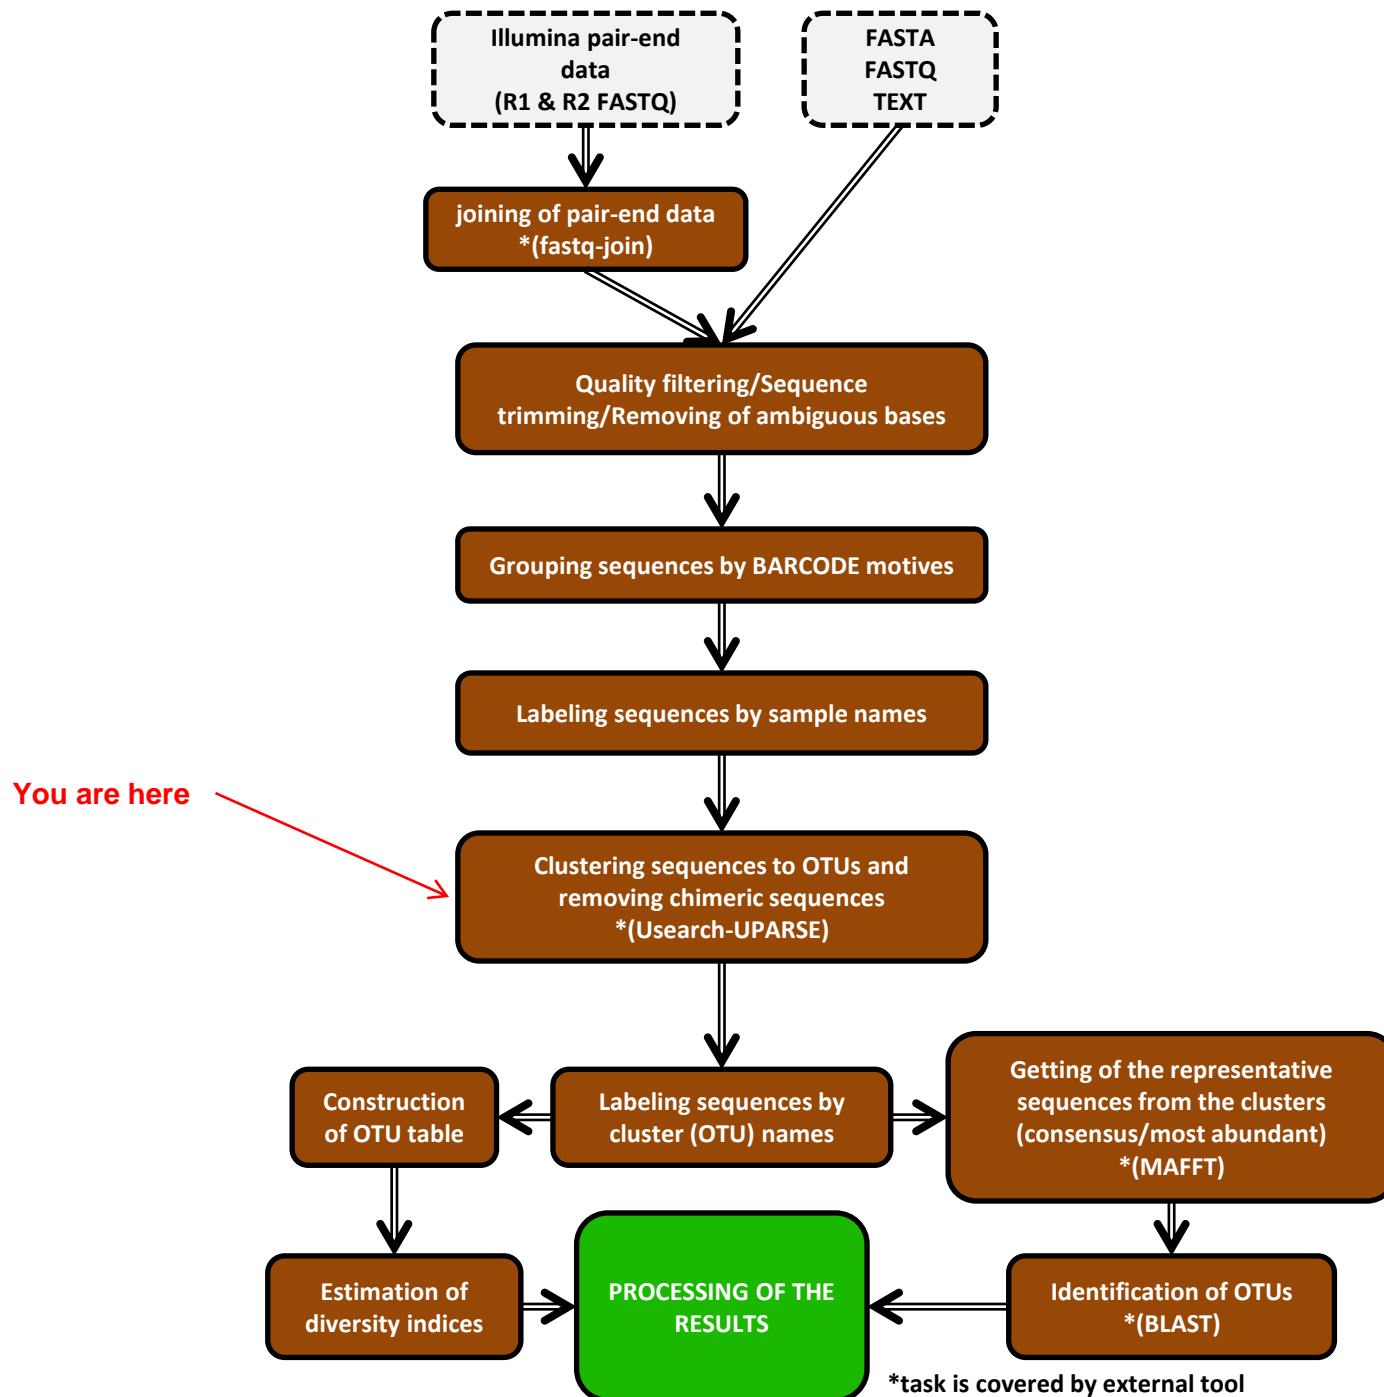 Illumina pair-end
data
(R1 & R2 FASTQ)
FASTA
FASTQ
TEXT
joining of pair-end data
*(fastq-join)
Quality filtering/Sequence
trimming/Removing of ambiguous bases
Grouping sequences by BARCODE motives
Labeling sequences by sample names
You are here
Clustering sequences to OTUs and
removing chimeric sequences
*(Usearch-UPARSE)
Construction
of OTU table
Labeling sequences by
cluster (OTU) names
Getting of the representative
sequences from the clusters
(consensus/most abundant)
*(MAFFT)
Estimation of
diversity indices
PROCESSING OF THE
RESULTS
Identification of OTUs
*(BLAST)
*task is covered by external tool